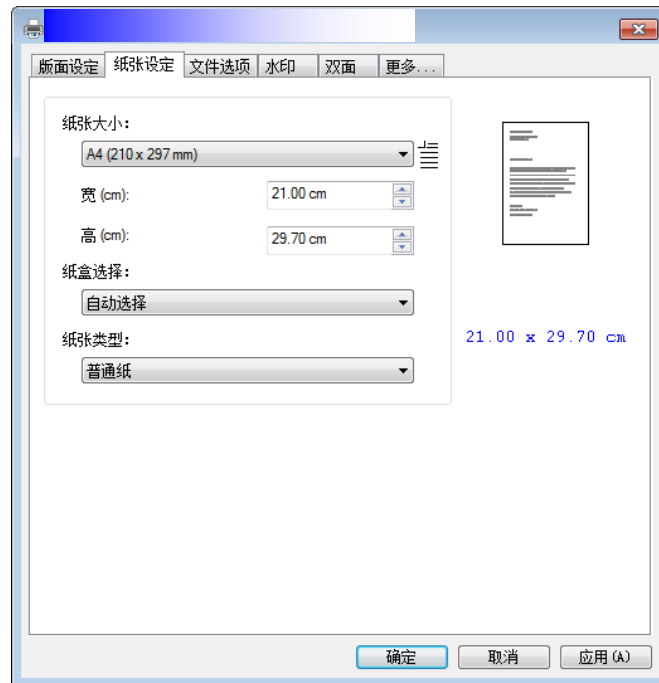 版面设定 纸张设定 文件选项 水印 双面 更多...
纸张大小:
A4 (210 x 297 mm)
宽 (cm): 21.00 cm
高 (cm): 29.70 cm
纸盒选择:
自动选择
纸张类型:
普通纸
21.00 x 29.70 cm
确定 取消 应用(A)